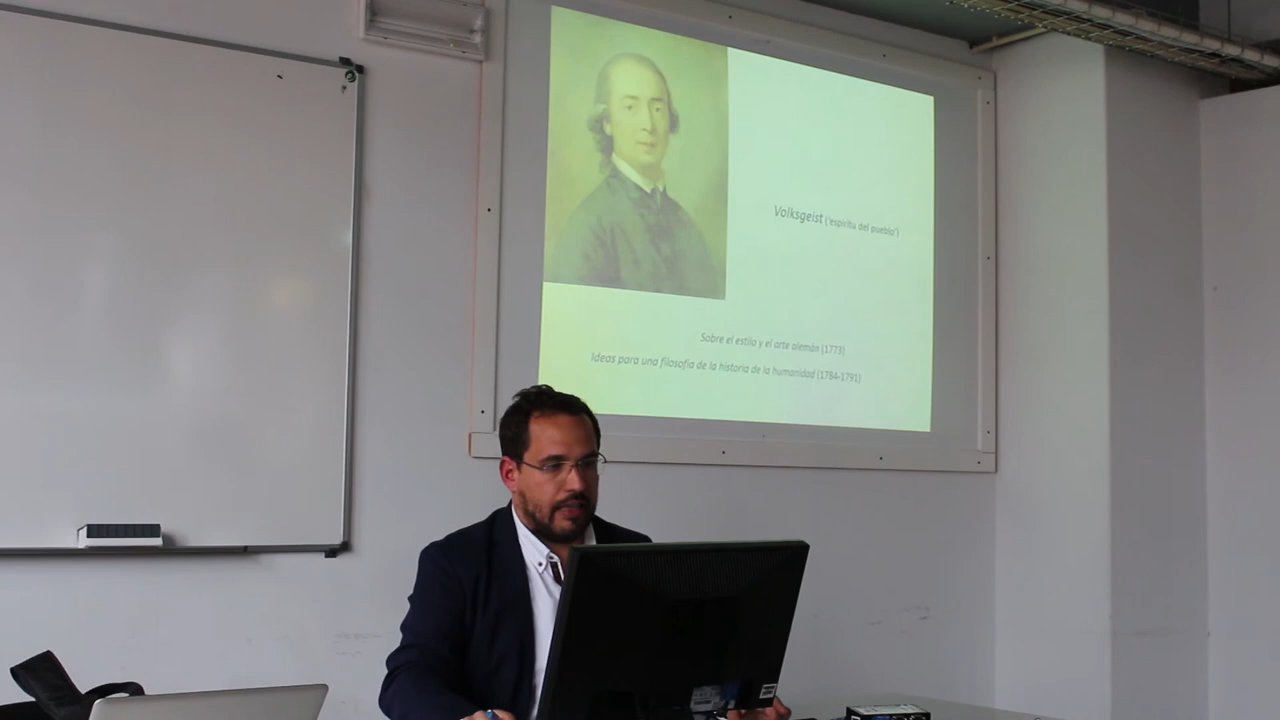 Volksgeist ('espíritu del pueblo')
Sobre el estilo y el arte alemán (1773)
Ideas para una filosofía de la historia de la humanidad (1784-1791)